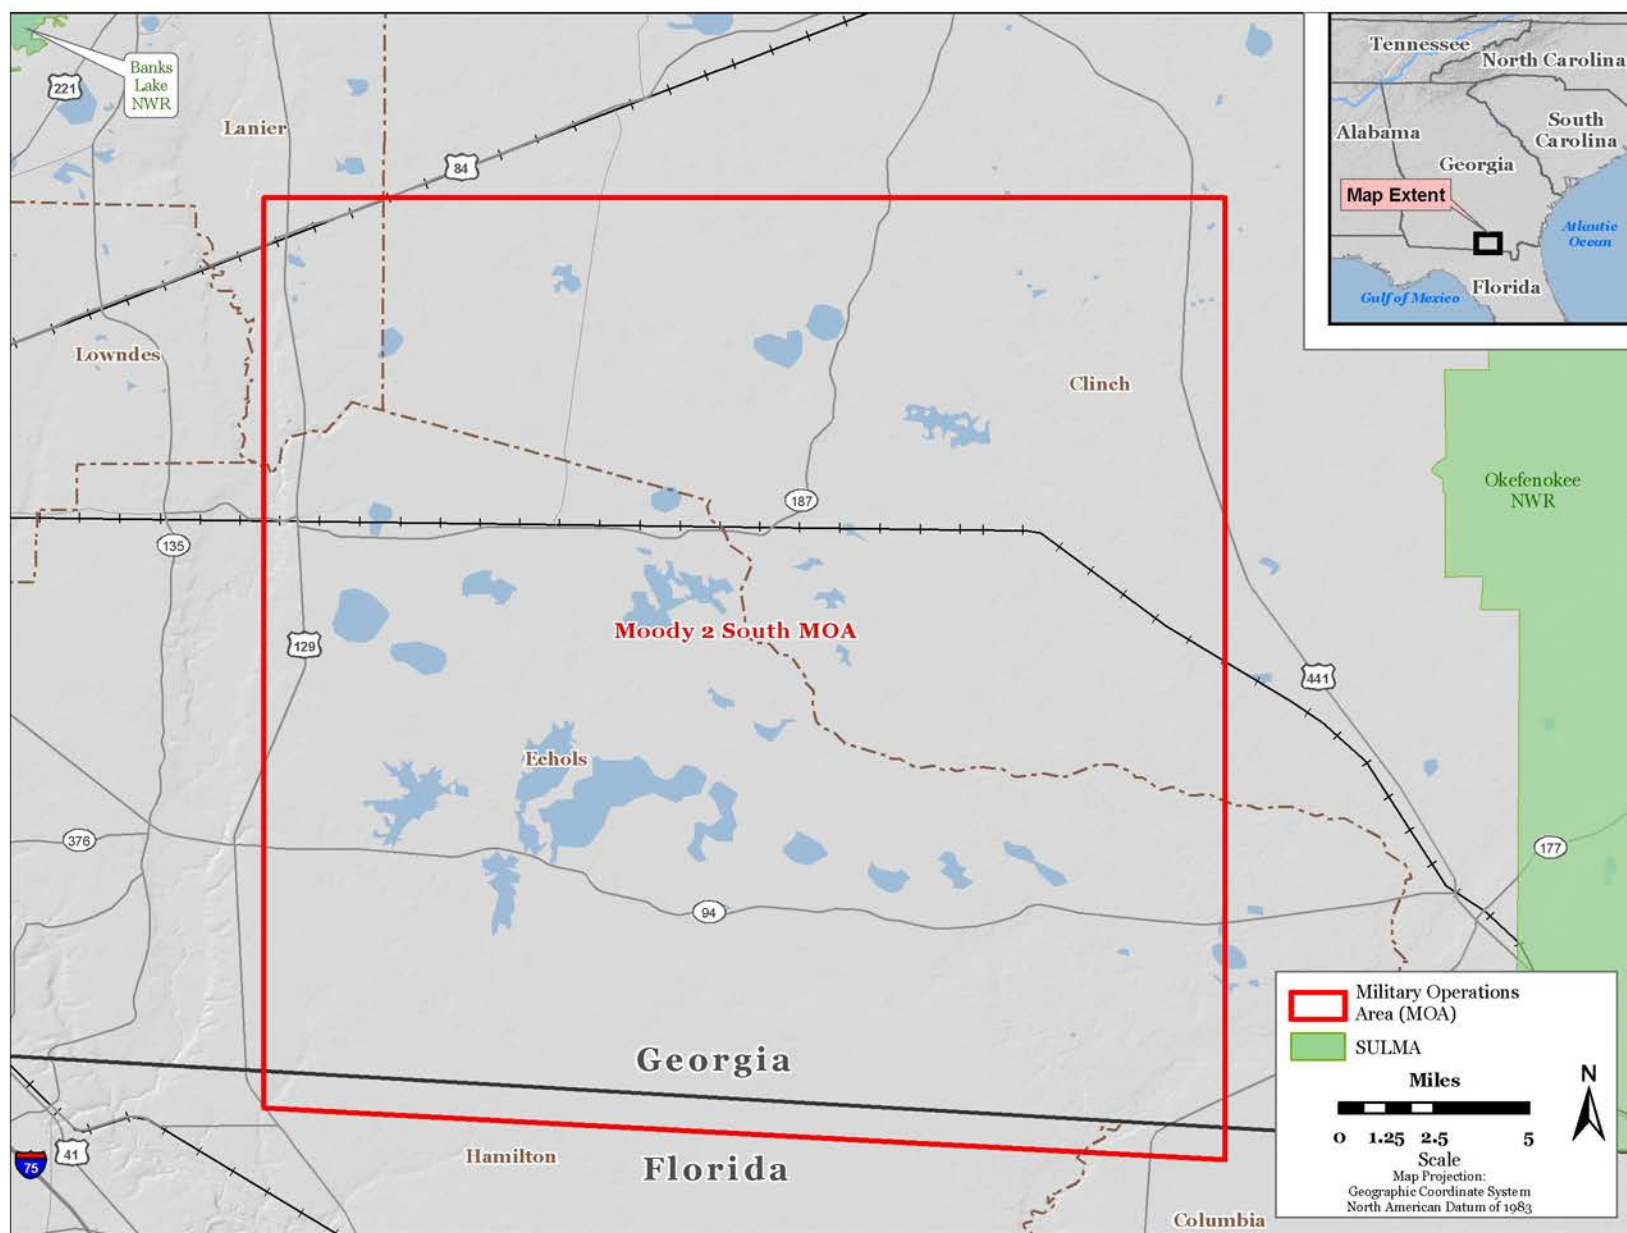 Banks
Lake
NWR
221
Lanier
84
Tennessee
North Carolina
Alabama
South
Carolina
Georgia
Map Extent
Atlantic
Ocean
Florida
Gulf of Mexico
Lowndes
Clinch
Okefenokee
NWR
187
135
Moody 2 South MOA
129
441
Echols
376
177
94
Georgia
Florida
Hamilton
41
75
Columbia
Military Operations
Area (MOA)
SULMA
Miles
N
0 1.25 2.5 5
Scale
Map Projection:
Geographic Coordinate System
North American Datum of 1983